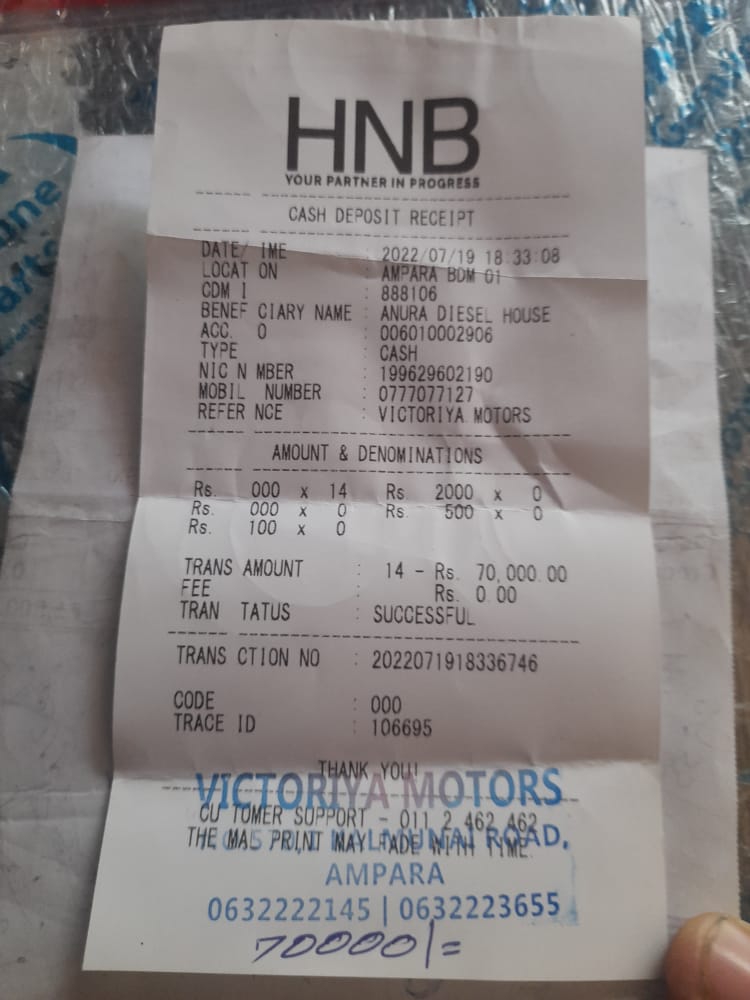 HNB
YOUR PARTNER IN PROGRESS
CASH DEPOSIT RECEIPT
DATE/ IME : 2022/07/19 18:33:08
LOCAT ON : AMPARA BDM 01
CDM I : 888106
BENEF CIARY NAME : ANURA DIESEL HOUSE
ACC. O : 006010002906
TYPE : CASH
NIC N MBER : 199629602190
MOBIL NUMBER : 0777077127
REFER NCE : VICTORIYA MOTORS
AMOUNT & DENOMINATIONS
Rs. 000 x 14 Rs 2000 x 0
Rs. 000 x 0 Rs. 500 x 0
Rs. 100 x 0
TRANS AMOUNT : 14 - Rs. 70,000.00
FEE : Rs. 0 00
TRAN TATUS : SUCCESSFUL
TRANS CTION NO : 2022071918336746
CODE : 000
TRACE ID : 106695
THANK YOU!
VICTORIYA MOTORS
CU TOMER SUPPORT - 011 2 462 462
THE MAL PRINT MAY FADE WITH TIME.
KALMUNAI ROAD,
AMPARA
0632222145 | 0632223655
70000/=